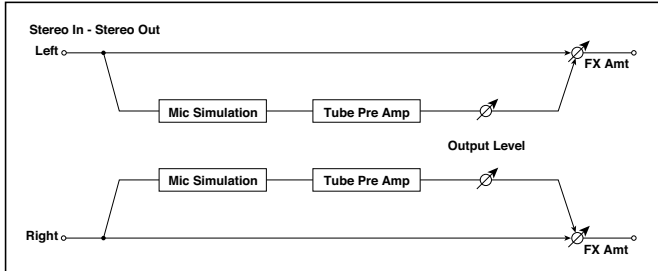 Stereo In - Stereo Out
Left
FX Amt
Mic Simulation Tube Pre Amp
Output Level
Mic Simulation Tube Pre Amp
Right
FX Amt